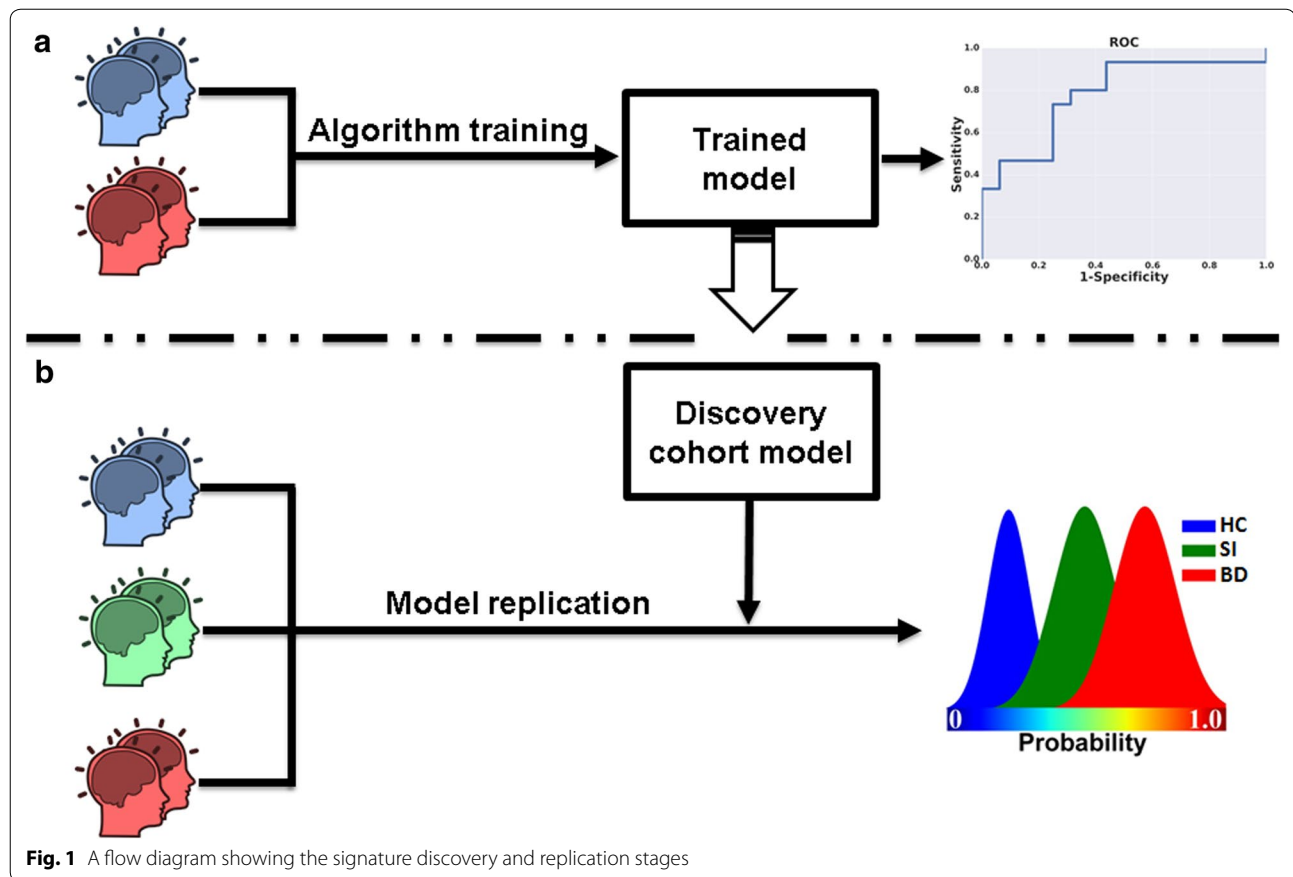 a
Algorithm training
Trained
model
ROC
Sensitivity
1.0
0.8
0.6
0.4
0.2
0.0
0.0 0.2 0.4 0.6 0.8 1.0
1-Specificity
b
Discovery
cohort model
Model replication
HC
SI
BD
0 1.0
Probability
Fig. 1 A flow diagram showing the signature discovery and replication stages